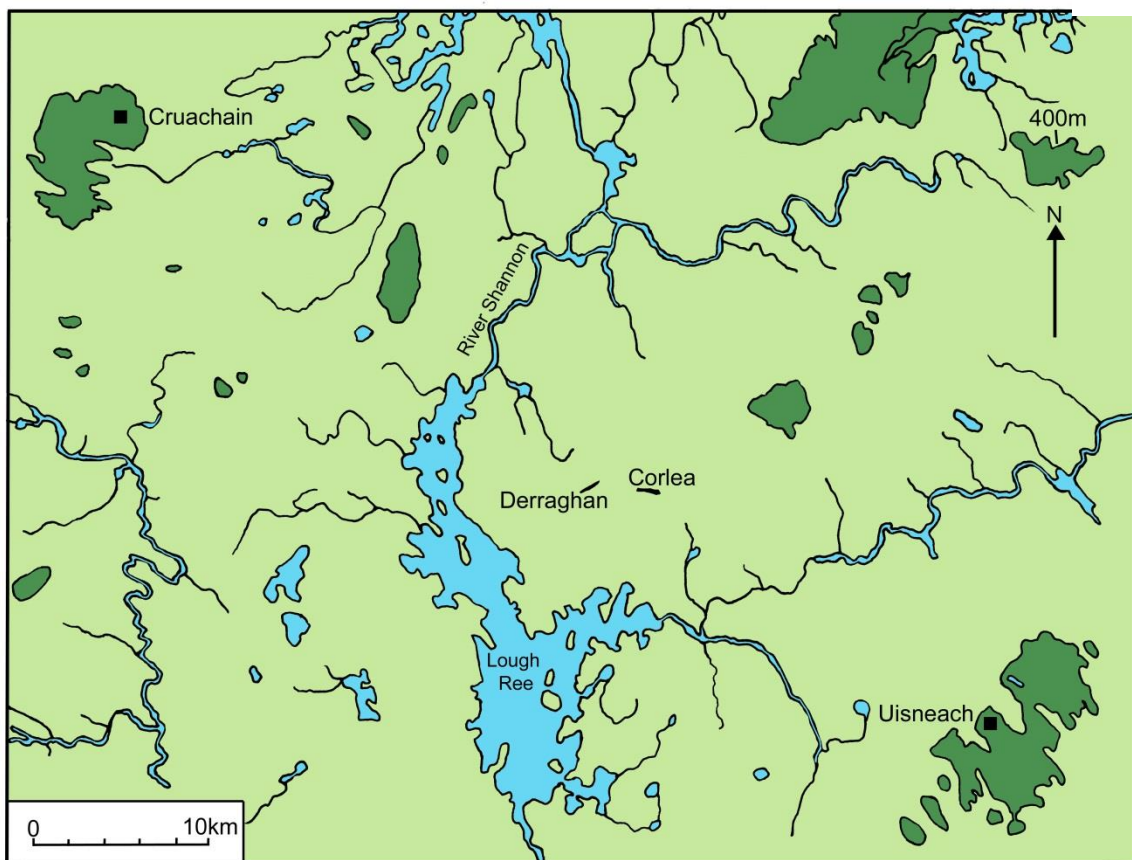 Cruachain
400m
N
River Shannon
Derraghan
Corlea
Lough
Ree
Uisneach
0
10km